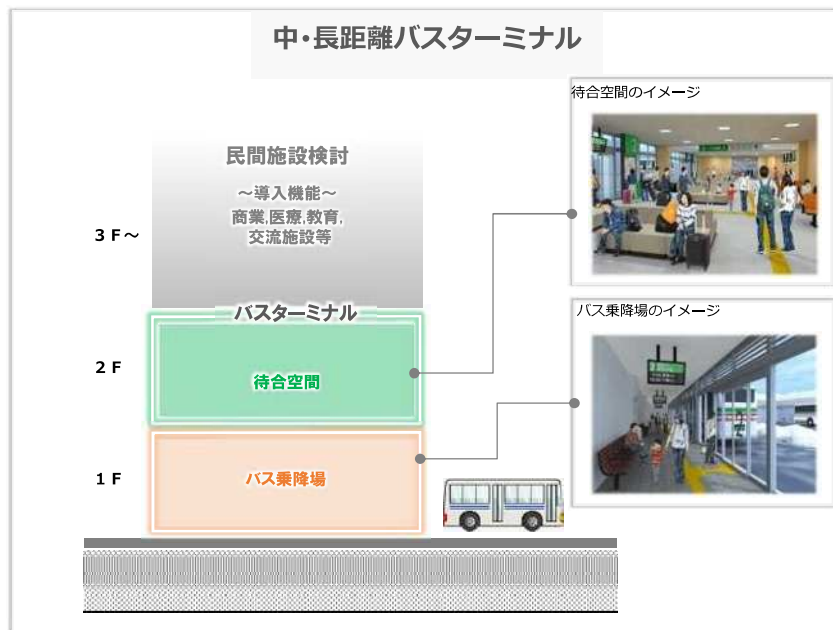 中・長距離バスターミナル
待合空間のイメージ
民間施設検討
～導入機能～
商業,医療,教育,
交流施設等
3F～
バスターミナル
バス乗降場のイメージ
2F
待合空間
1F
バス乗降場